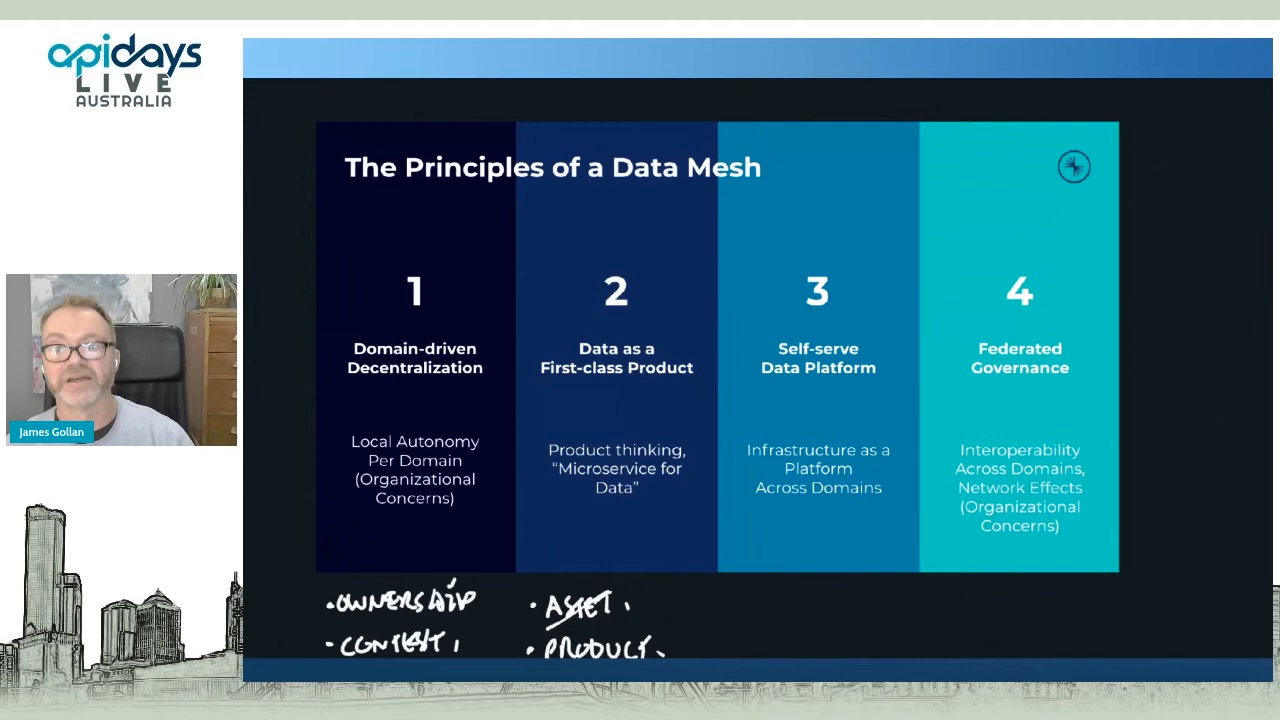 apidays
LIVE
AUSTRALIA
The Principles of a Data Mesh
1
Domain-driven
Decentralization
Local Autonomy
Per Domain
(Organizational
Concerns)
2
Data as a
First-class Product
Product thinking,
“Microservice for
Data”
3
Self-serve
Data Platform
Infrastructure as a
Platform
Across Domains
4
Federated
Governance
Interoperability
Across Domains,
Network Effects
(Organizational
Concerns)
James Gollan
• OWNERSHIP
• CONTEXT
• ASSET
• PRODUCT